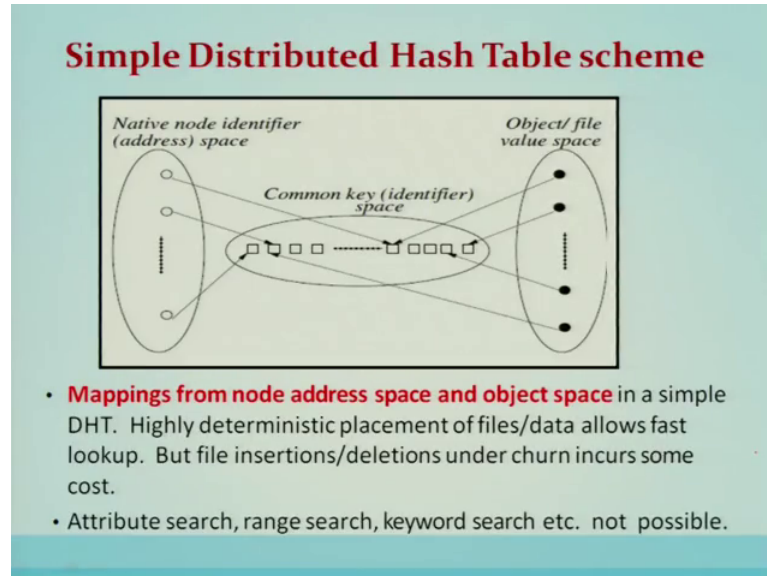 Simple Distributed Hash Table scheme
Native node identifier
(address) space
Object/ file
value space
Common key (identifier)
space
• Mappings from node address space and object space in a simple
DHT. Highly deterministic placement of files/data allows fast
lookup. But file insertions/deletions under churn incurs some
cost.
• Attribute search, range search, keyword search etc. not possible.